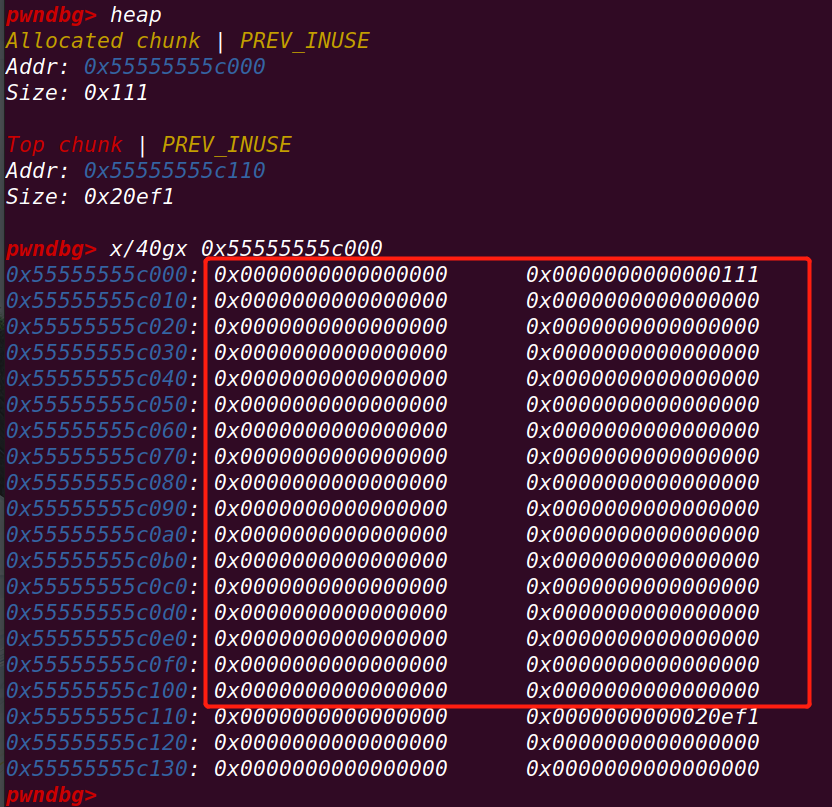 pwndbg> heap
Allocated chunk | PREV_INUSE
Addr: 0x55555555c000
Size: 0x111
Top chunk | PREV_INUSE
Addr: 0x55555555c110
Size: 0x20ef1
pwndbg> x/40gx 0x55555555c000
0x55555555c000: 0x0000000000000000 0x0000000000000111
0x55555555c010: 0x0000000000000000 0x0000000000000000
0x55555555c020: 0x0000000000000000 0x0000000000000000
0x55555555c030: 0x0000000000000000 0x0000000000000000
0x55555555c040: 0x0000000000000000 0x0000000000000000
0x55555555c050: 0x0000000000000000 0x0000000000000000
0x55555555c060: 0x0000000000000000 0x0000000000000000
0x55555555c070: 0x0000000000000000 0x0000000000000000
0x55555555c080: 0x0000000000000000 0x0000000000000000
0x55555555c090: 0x0000000000000000 0x0000000000000000
0x55555555c0a0: 0x0000000000000000 0x0000000000000000
0x55555555c0b0: 0x0000000000000000 0x0000000000000000
0x55555555c0c0: 0x0000000000000000 0x0000000000000000
0x55555555c0d0: 0x0000000000000000 0x0000000000000000
0x55555555c0e0: 0x0000000000000000 0x0000000000000000
0x55555555c0f0: 0x0000000000000000 0x0000000000000000
0x55555555c100: 0x0000000000000000 0x0000000000000000
0x55555555c110: 0x0000000000000000 0x0000000000020ef1
0x55555555c120: 0x0000000000000000 0x0000000000000000
0x55555555c130: 0x0000000000000000 0x0000000000000000
pwndbg>